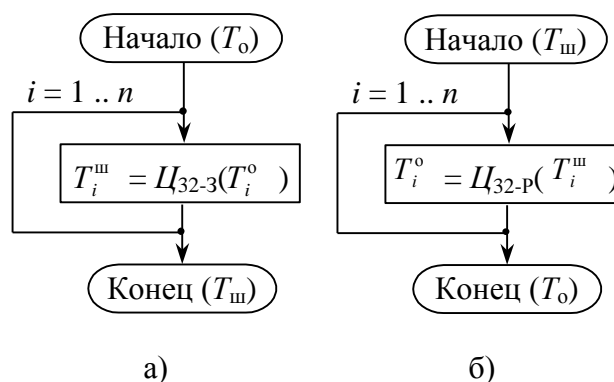 Начало (Tо)
i = 1 .. n
Tiш = Ц32-З(Tiо )
Конец (Tш)
а)
Начало (Tш)
i = 1 .. n
Tiо = Ц32-Р( Tiш )
Конец (Tо)
б)